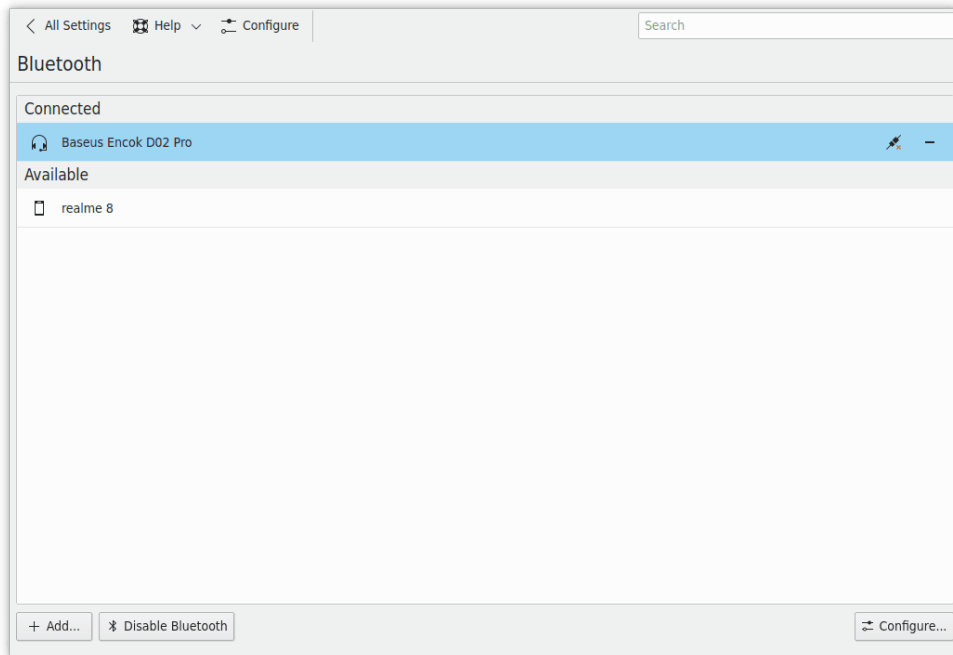 All Settings Help Configure Search
Bluetooth
Connected
Baseus Encok D02 Pro
Available
realme 8
Add... Disable Bluetooth Configure...